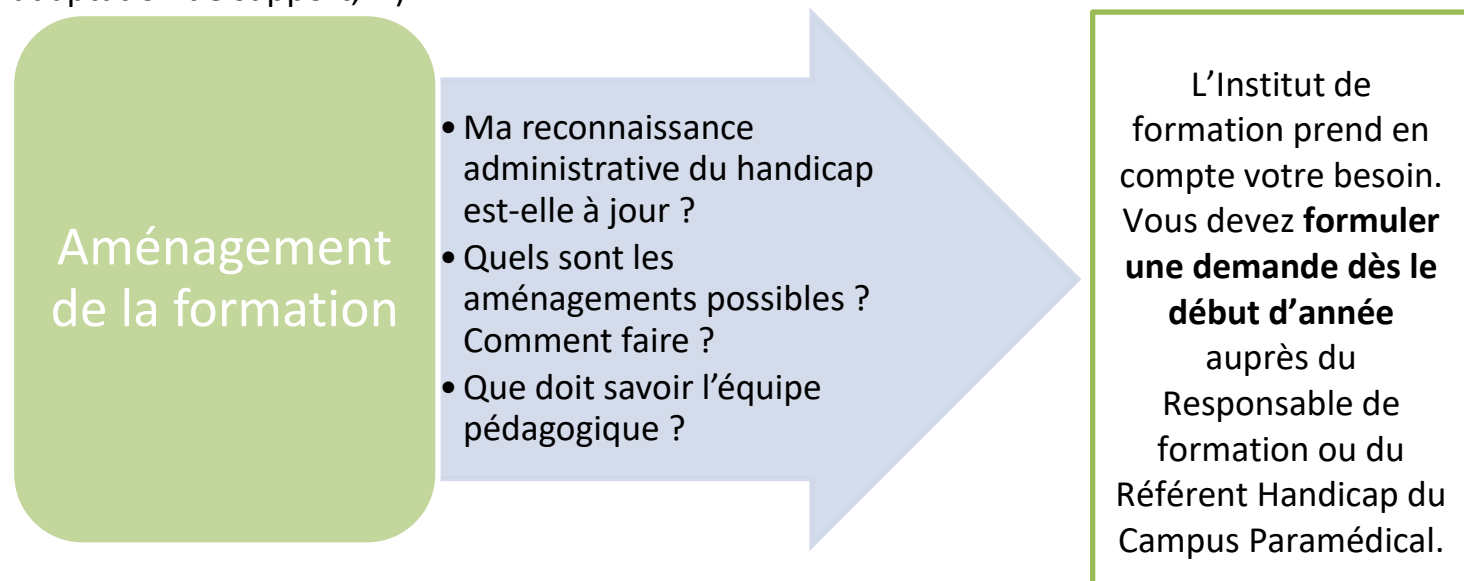 Aménagement
de la formation
• Ma reconnaissance
administrative du handicap
est-elle à jour ?
• Quels sont les
aménagements possibles ?
Comment faire ?
• Que doit savoir l’équipe
pédagogique ?
L’Institut de
formation prend en
compte votre besoin.
Vous devez formuler
une demande dès le
début d’année
auprès du
Responsable de
formation ou du
Référent Handicap du
Campus Paramédical.